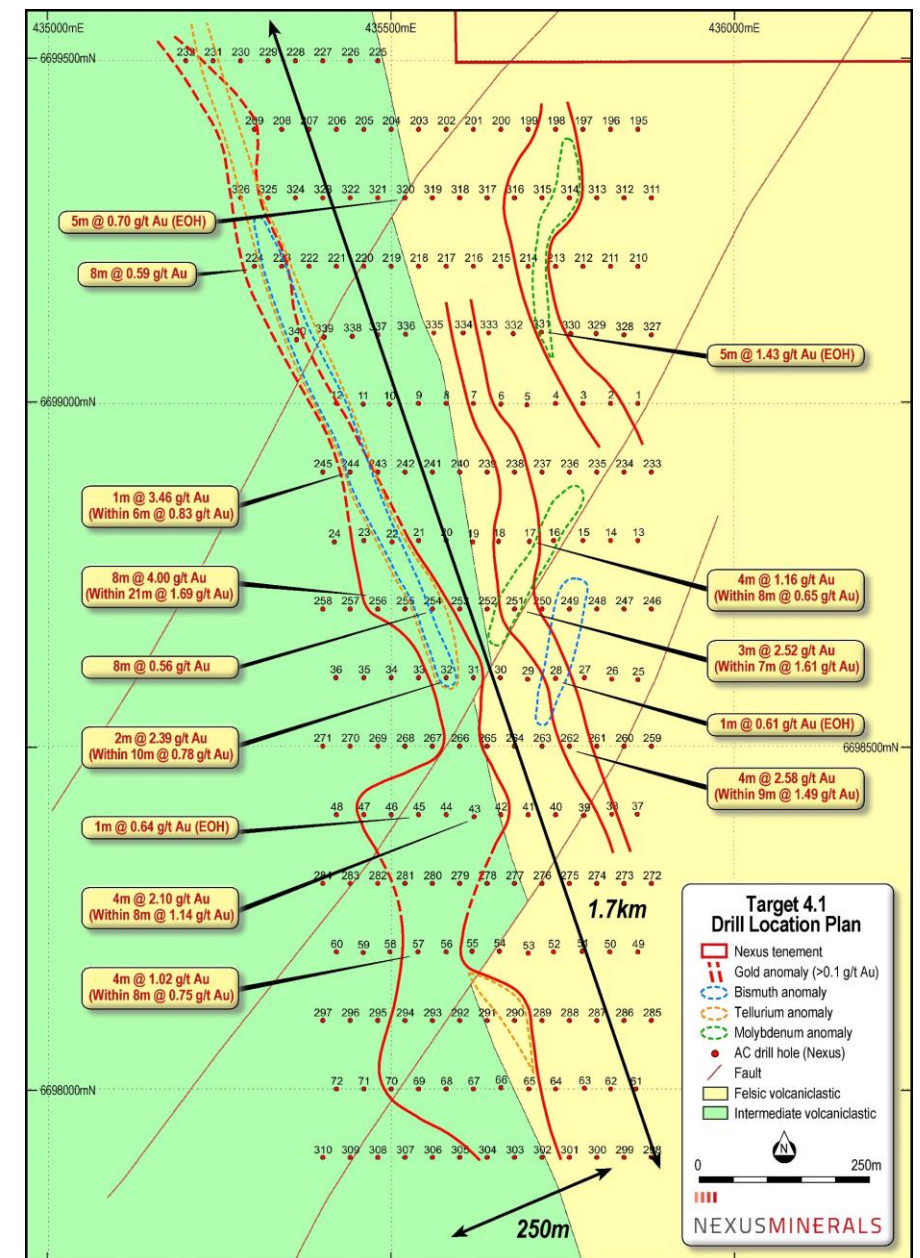 435000mE 435500mE 436000mE
6699500mN
232 231 230 229 228 227 226 225
209 208 207 206 205 204 203 202 201 200 199 198 197 196 195
326 325 324 323 322 321 320 319 318 317 316 315 314 313 312 311
5m @ 0.70 g/t Au (EOH)
224 223 222 221 220 219 218 217 216 215 214 213 212 211 210
8m @ 0.59 g/t Au
340 339 338 337 336 335 334 333 332 331 330 329 328 327
5m @ 1.43 g/t Au (EOH)
6699000mN
12 11 10 9 8 7 6 5 4 3 2 1
245 244 243 242 241 240 239 238 237 236 235 234 233
1m @ 3.46 g/t Au
(Within 6m @ 0.83 g/t Au)
24 23 22 21 20 19 18 17 16 15 14 13
8m @ 4.00 g/t Au
(Within 21m @ 1.69 g/t Au)
4m @ 1.16 g/t Au
(Within 8m @ 0.65 g/t Au)
258 257 256 255 254 253 252 251 250 249 248 247 246
8m @ 0.56 g/t Au
3m @ 2.52 g/t Au
(Within 7m @ 1.61 g/t Au)
36 35 34 33 32 31 30 29 28 27 26 25
2m @ 2.39 g/t Au
(Within 10m @ 0.78 g/t Au)
1m @ 0.61 g/t Au (EOH)
271 270 269 268 267 266 265 264 263 262 261 260 259
6698500mN
4m @ 2.58 g/t Au
(Within 9m @ 1.49 g/t Au)
48 47 46 45 44 43 42 41 40 39 38 37
1m @ 0.64 g/t Au (EOH)
284 283 282 281 280 279 278 277 276 275 274 273 272
4m @ 2.10 g/t Au
(Within 8m @ 1.14 g/t Au)
1.7km
60 59 58 57 56 55 54 53 52 51 50 49
4m @ 1.02 g/t Au
(Within 8m @ 0.75 g/t Au)
297 296 295 294 293 292 291 290 289 288 287 286 285
6698000mN
72 71 70 69 68 67 66 65 64 63 62 61
310 309 308 307 306 305 304 303 302 301 300 299 298
250m
Target 4.1
Drill Location Plan
Nexus tenement
Gold anomaly (>0.1 g/t Au)
Bismuth anomaly
Tellurium anomaly
Molybdenum anomaly
AC drill hole (Nexus)
Fault
Felsic volcaniclastic
Intermediate volcaniclastic
N
0 250m
NEXUSMINERALS